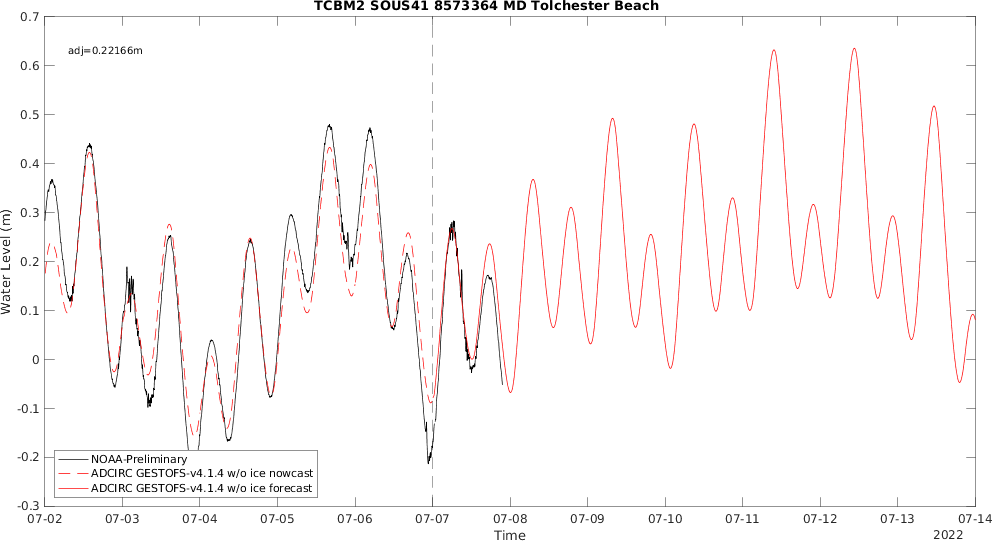 TCBM2 SOUS41 8573364 MD Tolchester Beach
adj=0.22166m
Water Level (m)
0.7
0.6
0.5
0.4
0.3
0.2
0.1
0
-0.1
-0.2
-0.3
NOAA-Preliminary
ADCIRC GESTOFS-v4.1.4 w/o ice nowcast
ADCIRC GESTOFS-v4.1.4 w/o ice forecast
07-02 07-03 07-04 07-05 07-06 07-07 07-08 07-09 07-10 07-11 07-12 07-13 07-14
Time
2022